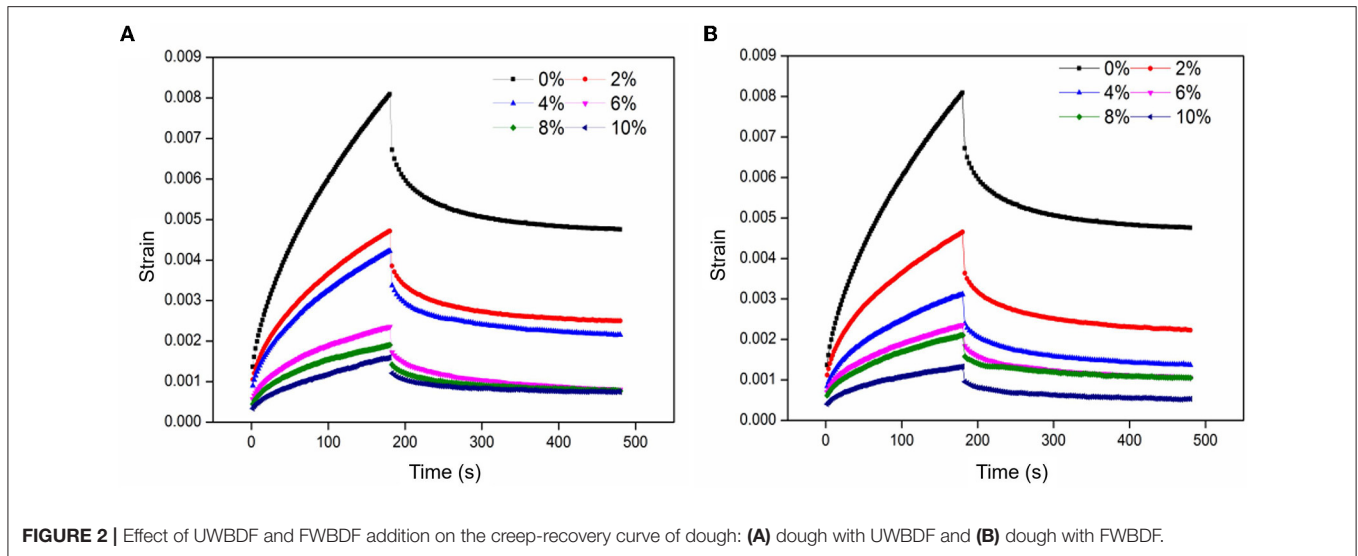 A
0.009
0.008
0.007
0.006
0.005
0.004
0.003
0.002
0.001
0.000
Strain
0% 2%
4% 6%
8% 10%
0 100 200 300 400 500
Time (s)
B
0.009
0.008
0.007
0.006
0.005
0.004
0.003
0.002
0.001
0.000
Strain
0% 2%
4% 6%
8% 10%
0 100 200 300 400 500
Time (s)
FIGURE 2 | Effect of UWBDF and FWBDF addition on the creep-recovery curve of dough: (A) dough with UWBDF and (B) dough with FWBDF.